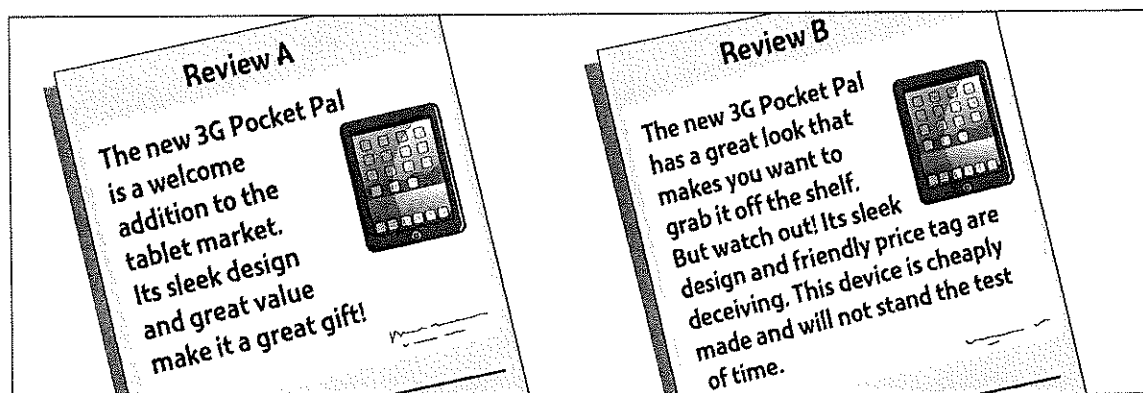 Review A
The new 3G Pocket Pal
is a welcome
addition to the
tablet market.
Its sleek design
and great value
make it a great gift!
Review B
The new 3G Pocket Pal
has a great look that
makes you want to
grab it off the shelf.
But watch out! Its sleek
design and friendly price tag are
deceiving. This device is cheaply
made and will not stand the test
of time.